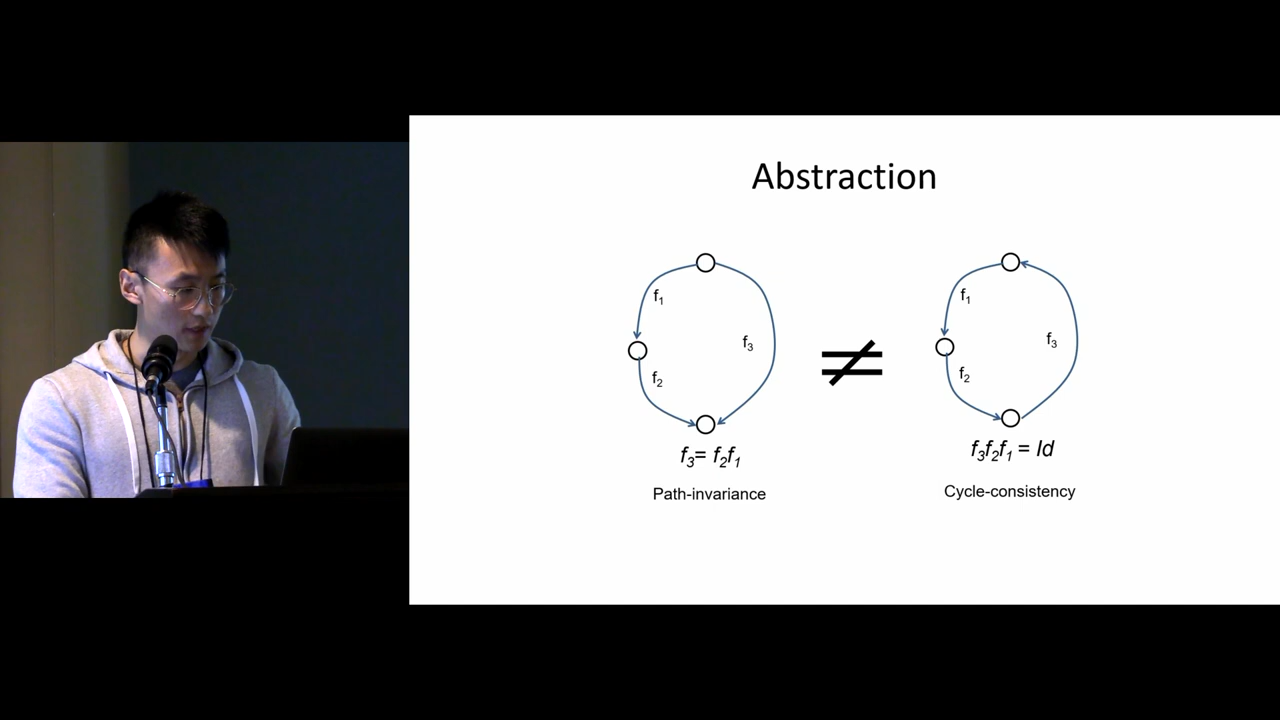 Abstraction
f₁
f₂
f₃
≠
f₁
f₂
f₃
f₃= f₂f₁
f₃f₂f₁ = Id
Path-invariance
Cycle-consistency